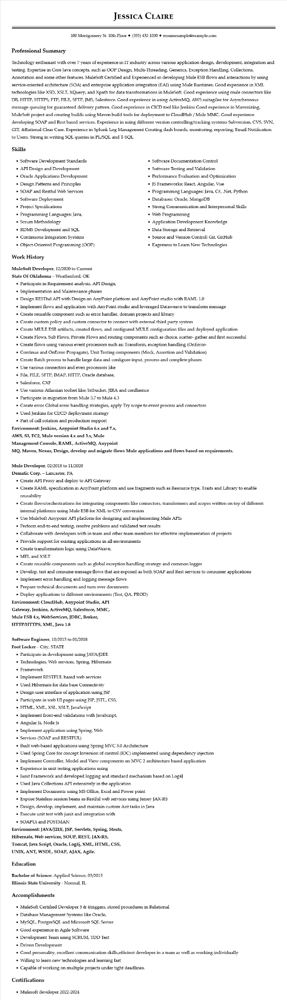 Jessica Claire
100 Montgomery St. 10th Floor ♦ (555) 432-1000 ♦ resumesample@example.com
Professional Summary
Technology enthusiast with over 7 years of experience in IT industry across various application design, development, integration and
testing. Expertise in Core Java concepts, such as OOP Design, Multi-Threading, Generics, Exception Handling, Collections,
Annotation and some other features. MuleSoft Certified and Experienced in developing Mule ESB flows and interactions by using
service-oriented architecture (SOA) and enterprise application integration (EAI) using Mule Runtimes. Good experience in XML
technologies like XSD, XSLT, XQuery, and Xpath for data transformations in MuleSoft. Good experience using mule connectors like
DB, HTTP, HTTPS, FTP, FILE, SFTP, JMS, Salesforce. Good experience in using ActiveMQ, AWS suitagilee for Asynchronous
message queuing for guaranteed delivery pattern. Good experience in CICD tool like Jenkins Good experience in Mavenizing,
MuleSoft project and creating builds using Maven build tools for deployment to CloudHub / Mule MMC. Good experience
developing SOAP and Rest based services. Experience in using different version controlling/tracking systems Subversion, CVS, SVN,
GIT, &Rational Clear Case. Experience in Splunk Log Management Creating dash boards, monitoring, reporting, Email Notification
to Users. Strong in writing SQL queries in PL/SQL and T-SQL
Skills
• Software Development Standards
• API Design and Development
• Oracle Applications Development
• Design Patterns and Principles
• SOAP and Restful Web Services
• Software Deployment
• Project Specifications
• Programming Languages: Java,
• Scrum Methodology
• RDMS Development and SQL
• Continuous Integration Systems
• Object-Oriented Programming (OOP)
• Software Documentation Control
• Software Testing and Validation
• Performance Evaluation and Optimization
• JS Frameworks: React, Angular, Vue
• Programming Languages: Java, C#, .Net, Python
• Databases: Oracle, MongoDB
• Strong Communication and Interpersonal Skills
• Web Programming
• Application Development Knowledge
• Data Storage and Retrieval
• Source and Version Control: Git, GitHub
• Eagerness to Learn New Technologies
Work History
MuleSoft Developer, 12/2020 to Current
State Of Oklahoma – Weatherford, OK
• Participate in Requirement analysis, API Design,
• Implementation and Maintenance phases
• Design RESTful API with Design on AnyPoint platform and AnyPoint studio with RAML 1.0
• Implement flows and application with AnyPoint studio and leveraged Dataweave to transform message
• Create reusable component such as error handler, domain projects and library
• Create custom policy and custom connector to connect with external third party system
• Create MULE ESB artifacts, created flows, and configured MULE configuration files and deployed application
• Create Flows, Sub Flows, Private Flows and routing components such as choice, scatter- gather and first successful
• Create flows using various event processors such as; Transform, exception handling (OnError-
• Continue and OnError-Propagate), Unit Testing components (Mock, Assertion and Validation)
• Create Batch process to handle large data and configure input, process and complete phases
• Use various connectors and even processors like
• File, FILE, SFTP, IMAP, HTTP, Oracle database,
• Salesforce, CXF
• Use various Atlassian toolset like; bitbucket, JIRA and confluence
• Participate in migration from Mule 3.7 to Mule 4.3
• Create error Global error handling strategies, apply Try scope to event process and connectors
• Used Jenkins for CI/CD deployment strategy
• Part of call rotation and production support
Environment: Jenkins, Anypoint Studio 6.x and 7.x,
AWS, S3, EC2, Mule version 4.x and 3.x, Mule
Management Console, RAML, ActiveMQ, Anypoint
MQ, Maven, Nexus, Design, develop and migrate flows Mule applications and flows based on requirements.
Mule Developer, 02/2018 to 11/2020
Dematic Corp. – Lancaster, PA
• Create API Proxy and deploy to API Gateway
• Create RAML specification in AnyPoint platform and use fragments such as Resource type, Traits and Library to enable
reusability
• Create flows/orchestrations for integrating components like connectors, transformers and scopes written on top of different
internal platforms using Mule ESB for XML to CSV conversion
• Use MuleSoft Anypoint API platform for designing and implementing Mule APIs
• Perform end-to-end testing, resolve problems and validated test results
• Collaborate with developers with in team and other team members for effective implementation of projects
• Provide support for existing applications in all environments
• Create transformation logic using DataWeave,
• MEL and XSLT
• Create reusable components such as global exception handling strategy and common logger
• Develop, test and consume message flows that are exposed as both SOAP and Rest services to consumer applications
• Implement error handling and logging message flows
• Prepare technical documents and turn over documents
• Deploy applications to different environments (Test, QA, PROD)
Environment: CloudHub, Anypoint Studio, API
Gateway, Jenkins, ActiveMQ, Salesforce, MMC,
Mule ESB 4.x, WebServices, JDBC, Broker,
HTTP/HTTPS, XML, Java 1.8
Software Engineer, 10/2015 to 01/2018
Foot Locker – City, STATE
• Participate in development using JAVA/J2EE
• Technologies, Web services, Spring, Hibernate
• Framework
• Implement RESTFUL based web services
• Used Hibernate for data base Connectivity
• Design user interface of application using JSP
• Participate in web UI pages using JSP, JSTL, CSS,
• HTML, XML, XSL, XSLT, JavaScript
• Implement front-end validations with JavaScript,
• Angular Js, Node Js
• Implement application using Spring, Web
• Services (SOAP and RESTFUL)
• Built web-based applications using Spring MVC 3.0 Architecture
• Used Spring Core for concept Inversion of control (IOC) implemented using dependency injection
• Implement Controller, Model and View components on MVC 2 architecture based application
• Experience in unit testing applications using
• Junit Framework and developed logging and standard mechanism based on Log4J
• Used Java Collections API extensively in the application
• Implement Documents using MS Office, Excel and Power point
• Expose Stateless session beans as Restful web services using Jersey JAX-RS
• Design, develop, implement, and maintain custom Ant tasks in Java
• Execute unit test with junit and integration with
• SOAPUi and POSTMAN
Environment: JAVA/J2EE, JSP, Servlets, Spring, Struts,
Hibernate, Web services, SOUP, REST, JAX-RS,
Tomcat, Java Script, Oracle, Log4j, XML, HTML, CSS,
UNIX, ANT, WSDL, SOAP, AJAX, Agile.
Education
Bachelor of Science: Applied Science, 05/2015
Illinois State University - Normal, IL
Accomplishments
• MuleSoft Certified Developer 3 & 4triggers, stored procedures in Relational
• Database Management Systems like Oracle,
• MySQL, PostgreSQL and Microsoft SQL Server
• Good experience in Agile Software
• Development Team using SCRUM, TDD Test
• Driven Development
• Good personality, excellent communication skills,efficient developer in a team as well as working individually
• Willing to learn new technologies and learning fast
• Capable of working on multiple projects under tight deadlines.
Certifications
• Mulesoft developer 2022-2024